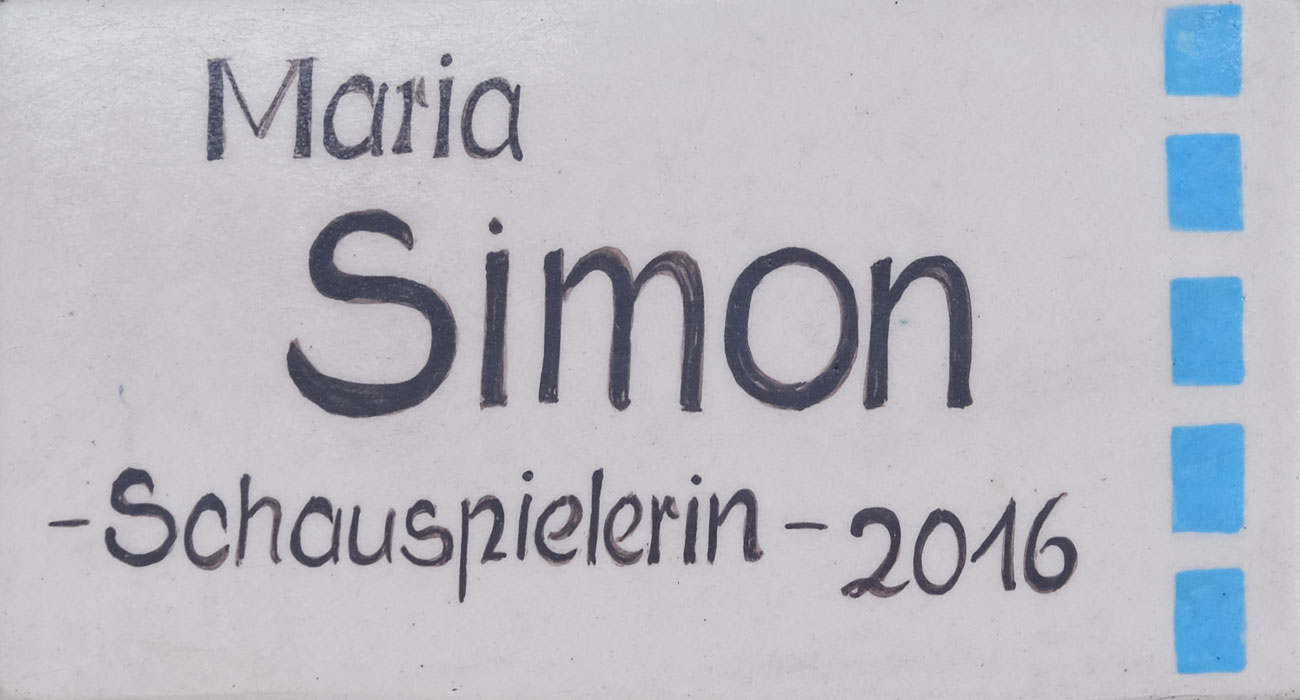 Maria
Simon
-Schauspielerin - 2016